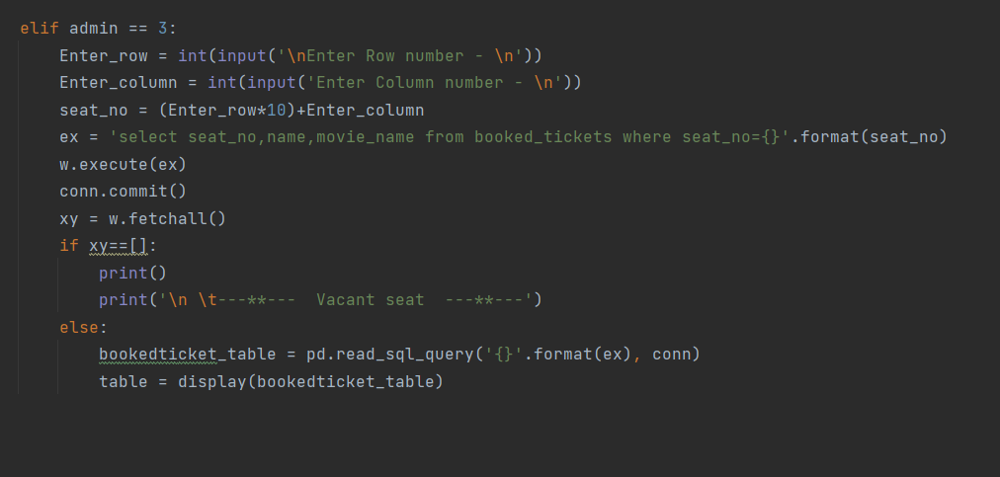 elif admin == 3:
    Enter_row = int(input('\nEnter Row number - \n'))
    Enter_column = int(input('Enter Column number - \n'))
    seat_no = (Enter_row*10)+Enter_column
    ex = 'select seat_no,name,movie_name from booked_tickets where seat_no={}'.format(seat_no)
    w.execute(ex)
    conn.commit()
    xy = w.fetchall()
    if xy==[]:
        print()
        print('\n \t---**---  Vacant seat  ---**---')
    else:
        bookedticket_table = pd.read_sql_query('{}'.format(ex), conn)
        table = display(bookedticket_table)